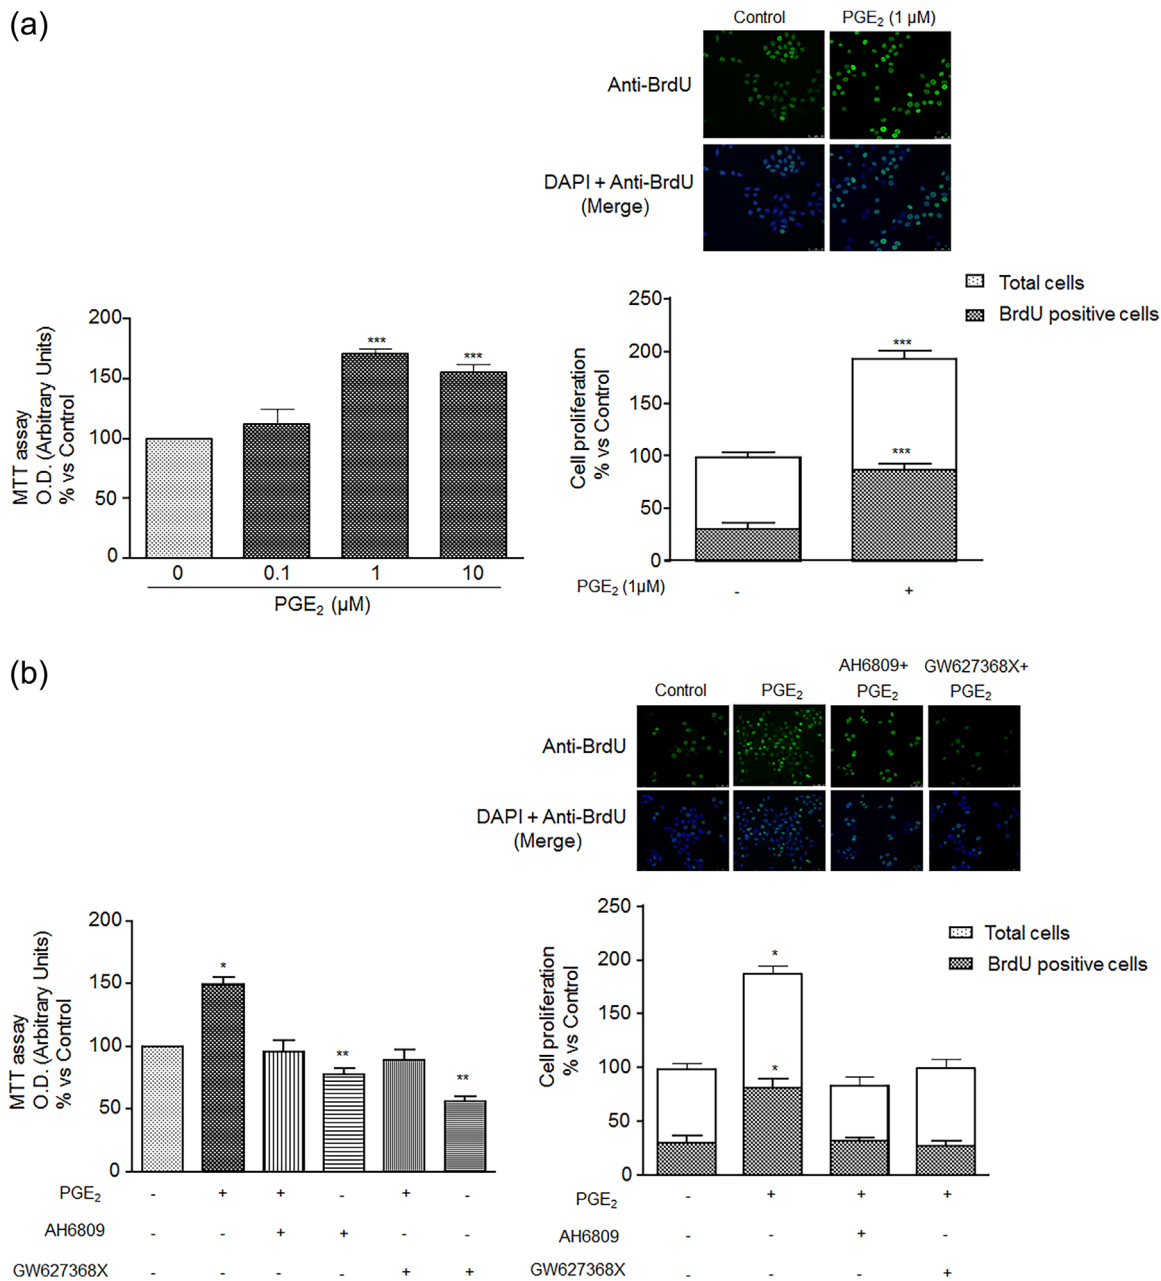 (a)
Control PGE2 (1 µM)
Anti-BrdU
DAPI + Anti-BrdU
(Merge)
MTT assay
O.D. (Arbitrary Units)
% vs Control
200
150
100
50
0
*** ***
0 0.1 1 10
PGE2 (µM)
Cell proliferation
% vs Control
250
200
150
100
50
0
***
***
Total cells
BrdU positive cells
PGE2 (1µM) - +
(b)
Control PGE2 AH6809+ PGE2 GW627368X+ PGE2
Anti-BrdU
DAPI + Anti-BrdU
(Merge)
MTT assay
O.D. (Arbitrary Units)
% vs Control
200
150
100
50
0
* ** **
PGE2 - + + - + -
AH6809 - - + + - -
GW627368X - - - - + +
Cell proliferation
% vs Control
250
200
150
100
50
0
*
*
Total cells
BrdU positive cells
PGE2 - + + +
AH6809 - - + -
GW627368X - - - +